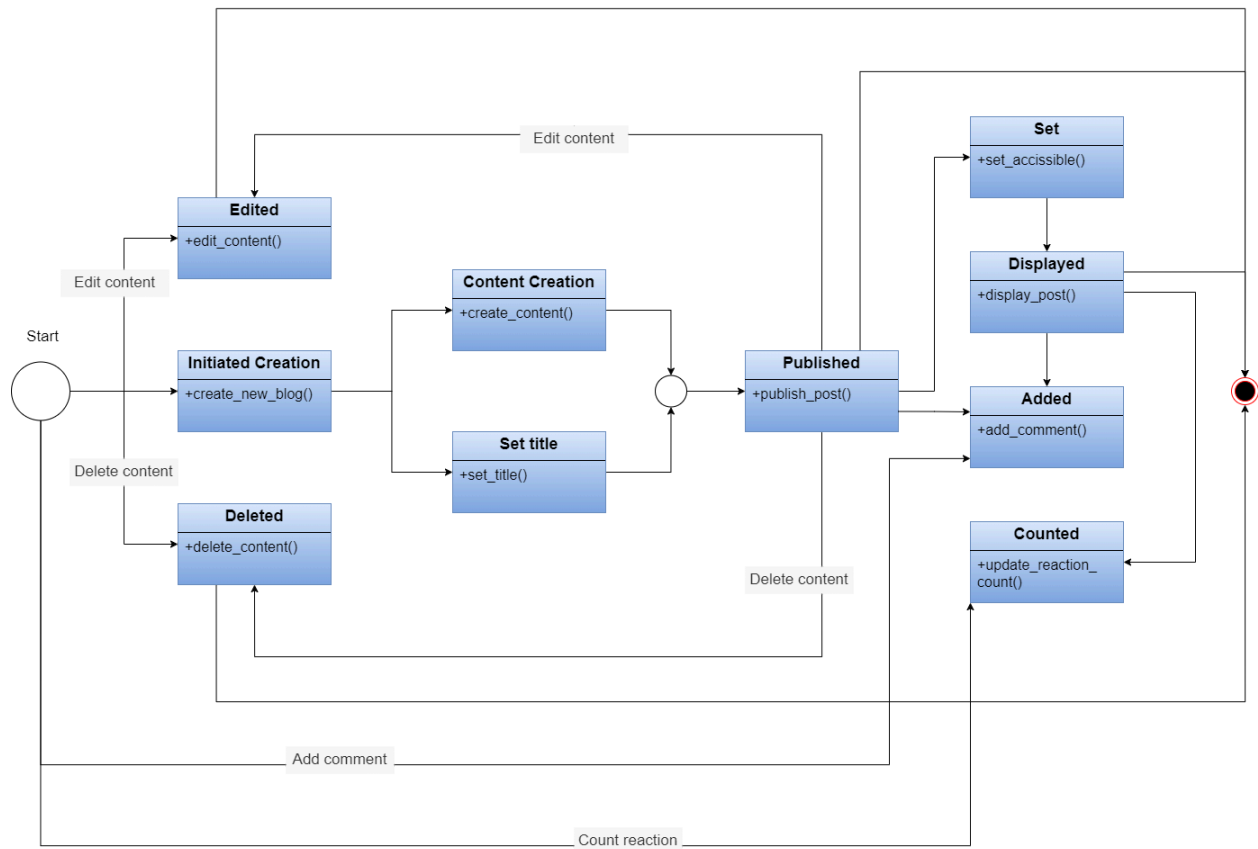 Edit content
Set
+set_accissible()
Edited
+edit_content()
Edit content
Displayed
+display_post()
Content Creation
+create_content()
Start
Initiated Creation
+create_new_blog()
Published
+publish_post()
Added
+add_comment()
Set title
+set_title()
Delete content
Deleted
+delete_content()
Counted
+update_reaction_
count()
Delete content
Add comment
Count reaction